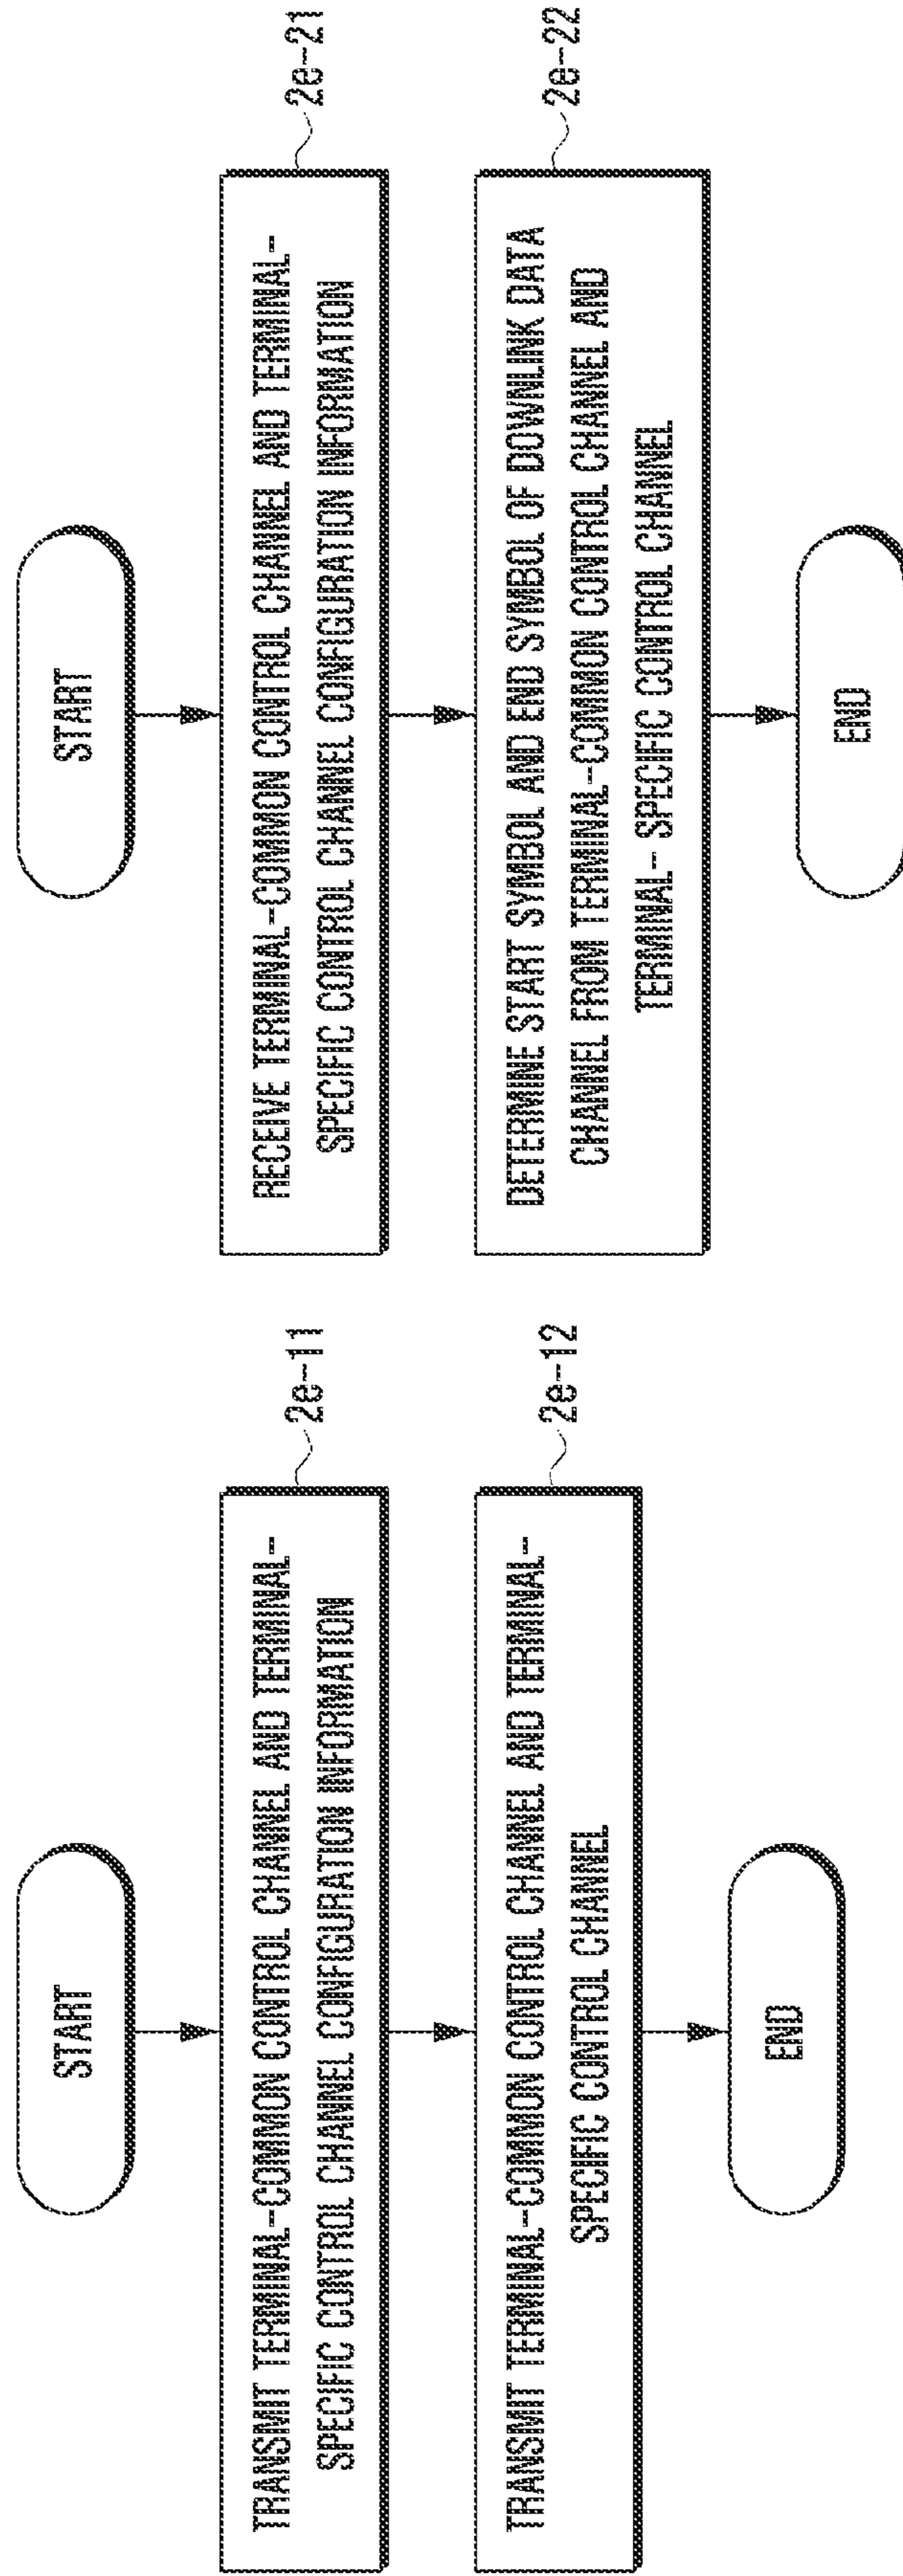 START
TRANSMIT TERMINAL-COMMON CONTROL CHANNEL AND TERMINAL-
SPECIFIC CONTROL CHANNEL CONFIGURATION INFORMATION
2e-11
TRANSMIT TERMINAL-COMMON CONTROL CHANNEL AND TERMINAL-
SPECIFIC CONTROL CHANNEL
2e-12
END
START
RECEIVE TERMINAL-COMMON CONTROL CHANNEL AND TERMINAL-
SPECIFIC CONTROL CHANNEL CONFIGURATION INFORMATION
2e-21
DETERMINE START SYMBOL AND END SYMBOL OF DOWNLINK DATA
CHANNEL FROM TERMINAL-COMMON CONTROL CHANNEL AND
TERMINAL- SPECIFIC CONTROL CHANNEL
2e-22
END